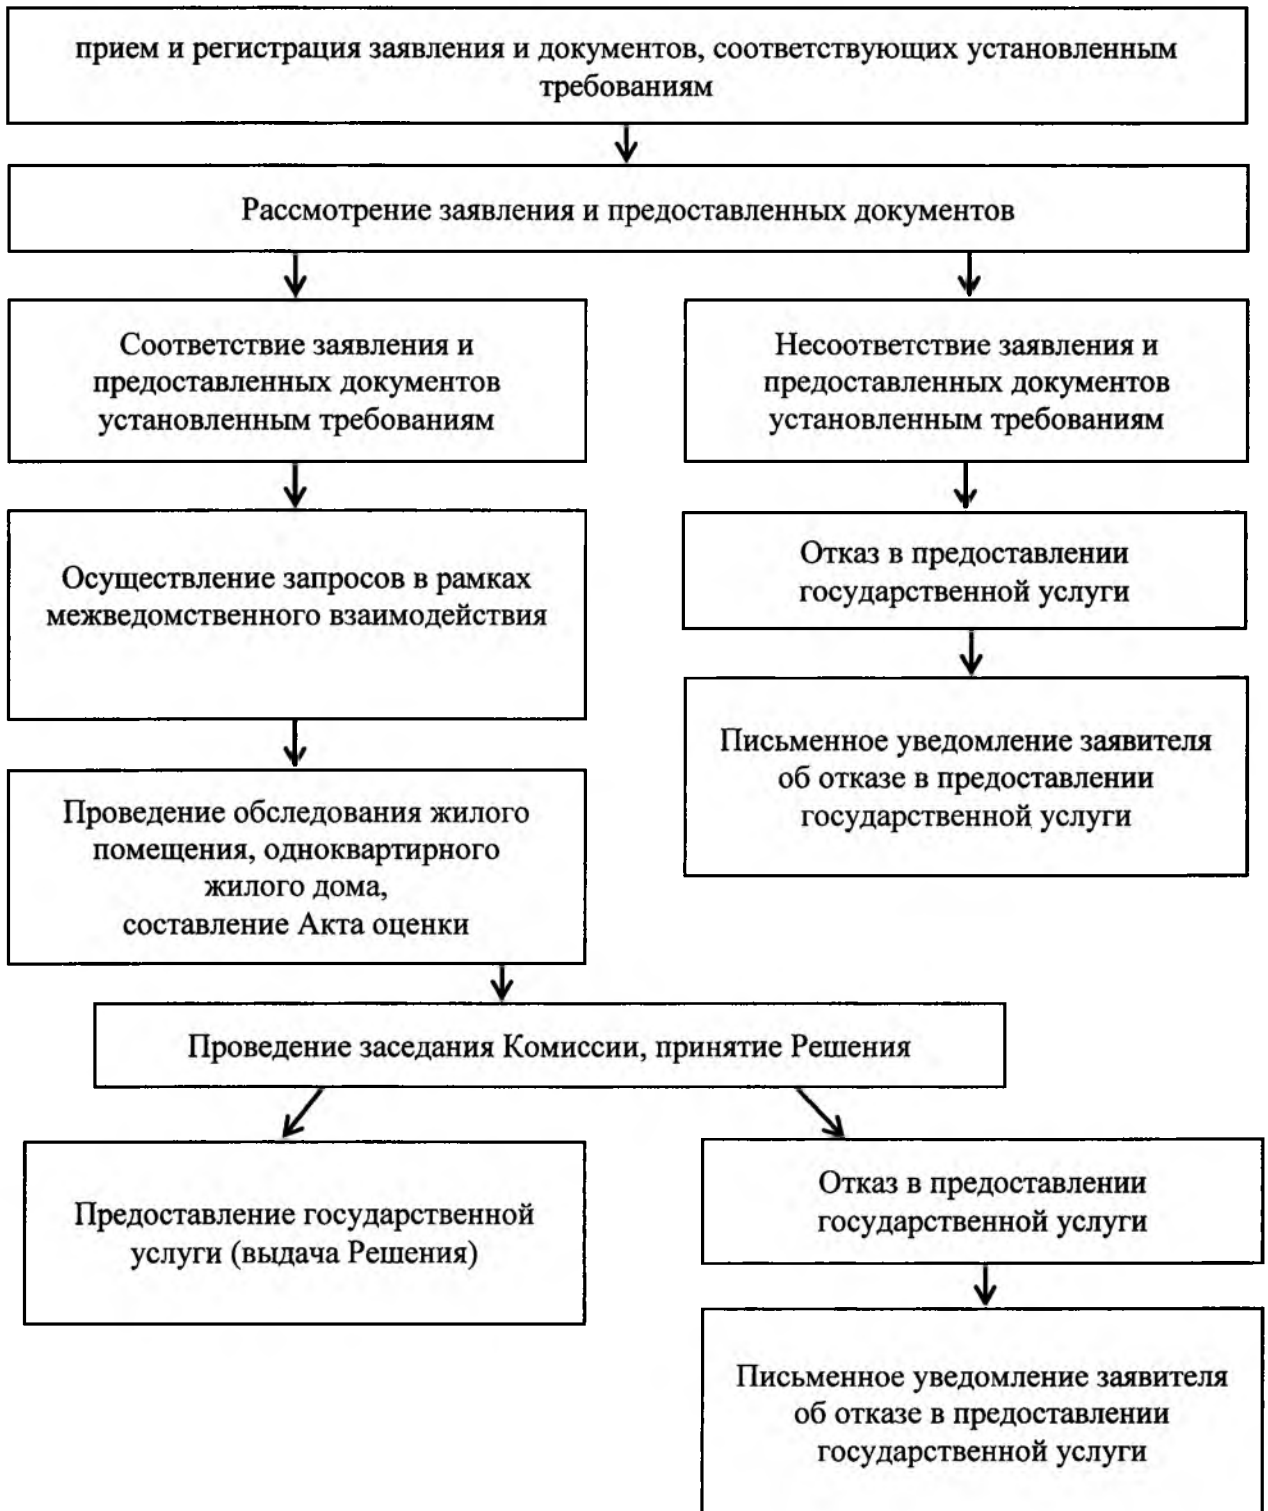 прием и регистрация заявления и документов, соответствующих установленным
требованиям
Рассмотрение заявления и предоставленных документов
Соответствие заявления и
предоставленных документов
установленным требованиям
Несоответствие заявления и
предоставленных документов
установленным требованиям
Осуществление запросов в рамках
межведомственного взаимодействия
Отказ в предоставлении
государственной услуги
Письменное уведомление заявителя
об отказе в предоставлении
государственной услуги
Проведение обследования жилого
помещения, одноквартирного
жилого дома,
составление Акта оценки
Проведение заседания Комиссии, принятие Решения
Предоставление государственной
услуги (выдача Решения)
Отказ в предоставлении
государственной услуги
Письменное уведомление заявителя
об отказе в предоставлении
государственной услуги